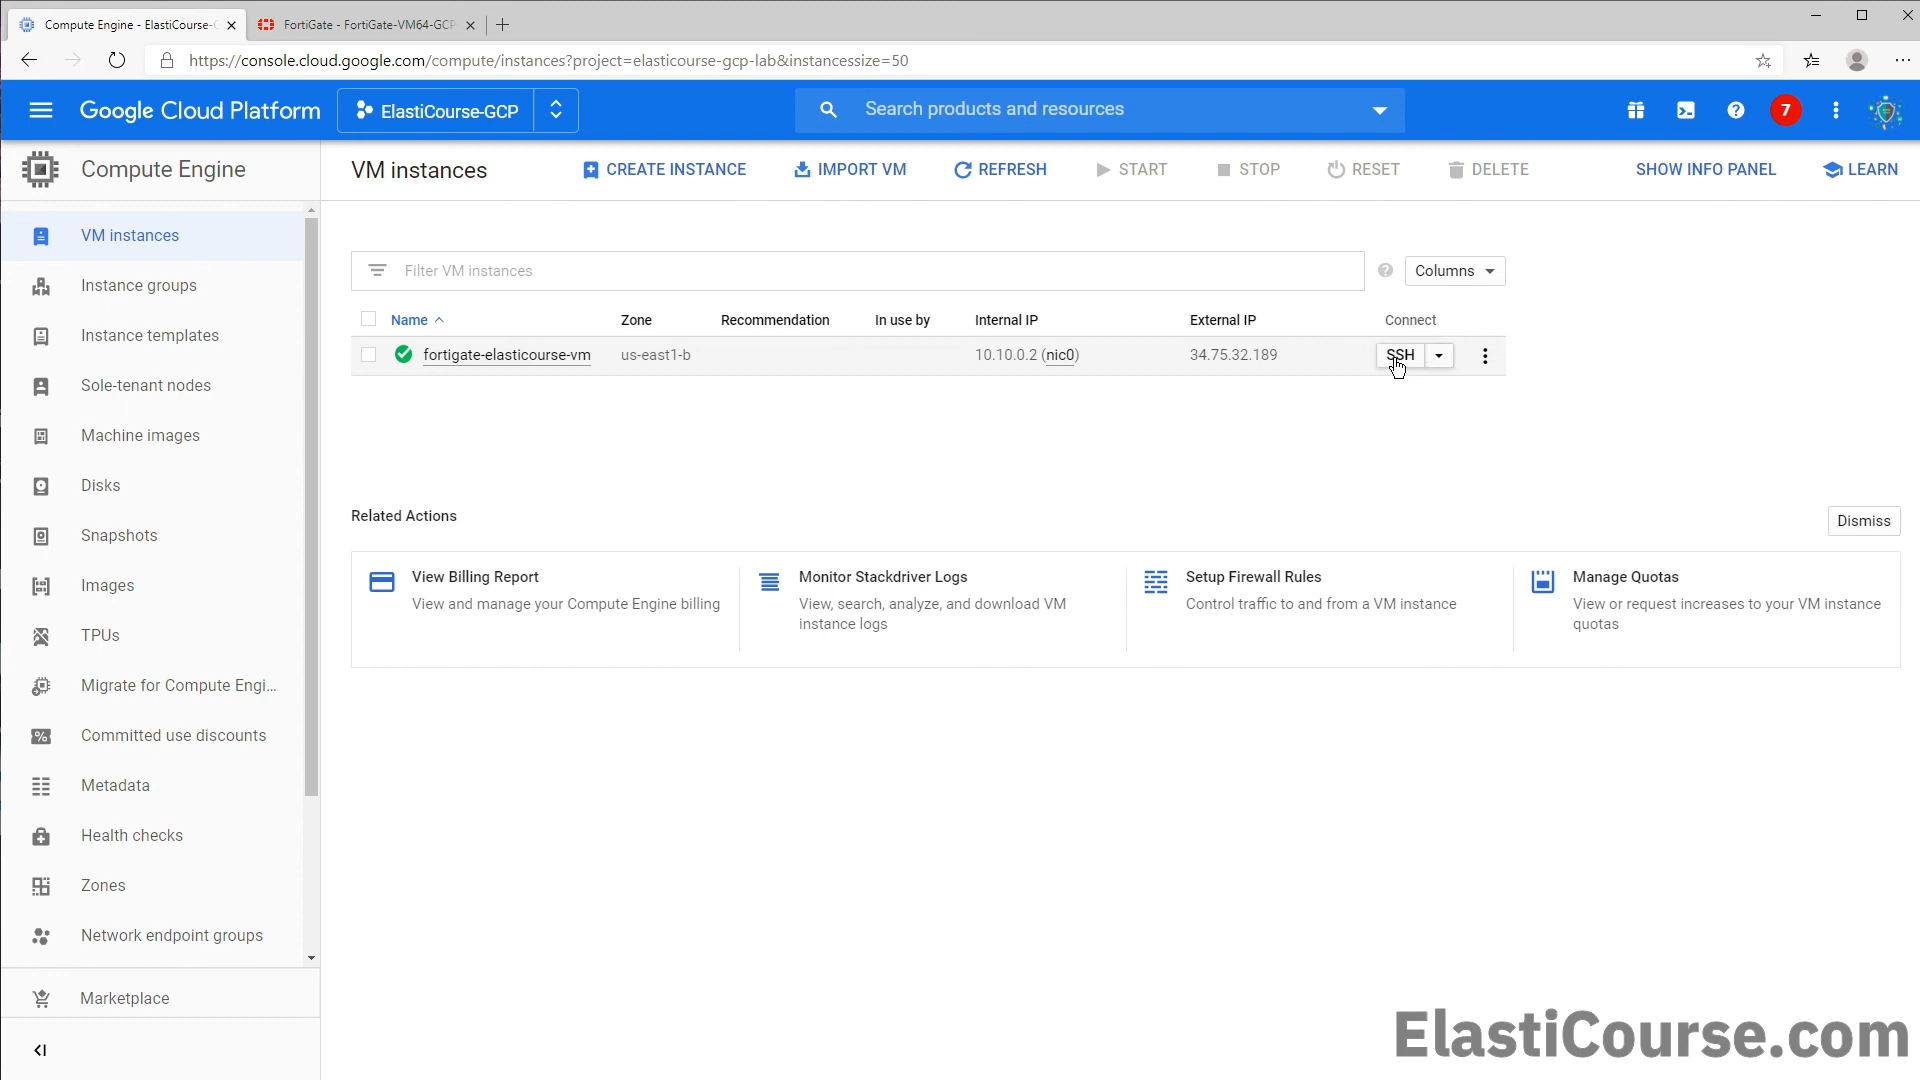 Compute Engine - ElastiCourse-G
FortiGate - FortiGate-VM64-GCP
https://console.cloud.google.com/compute/instances?project=elasticourse-gcp-lab&instancessize=50
Google Cloud Platform
ElastiCourse-GCP
Search products and resources
7
Compute Engine
VM instances
CREATE INSTANCE
IMPORT VM
REFRESH
START
STOP
RESET
DELETE
SHOW INFO PANEL
LEARN
VM instances
Instance groups
Instance templates
Sole-tenant nodes
Machine images
Disks
Snapshots
Images
TPUs
Migrate for Compute Engi...
Committed use discounts
Metadata
Health checks
Zones
Network endpoint groups
Marketplace
Filter VM instances
Columns
Name Zone Recommendation In use by Internal IP External IP Connect
fortigate-elasticourse-vm us-east1-b 10.10.0.2 (nic0) 34.75.32.189 SSH
Related Actions
Dismiss
View Billing Report
View and manage your Compute Engine billing
Monitor Stackdriver Logs
View, search, analyze, and download VM
instance logs
Setup Firewall Rules
Control traffic to and from a VM instance
Manage Quotas
View or request increases to your VM instance
quotas
ElastiCourse.com